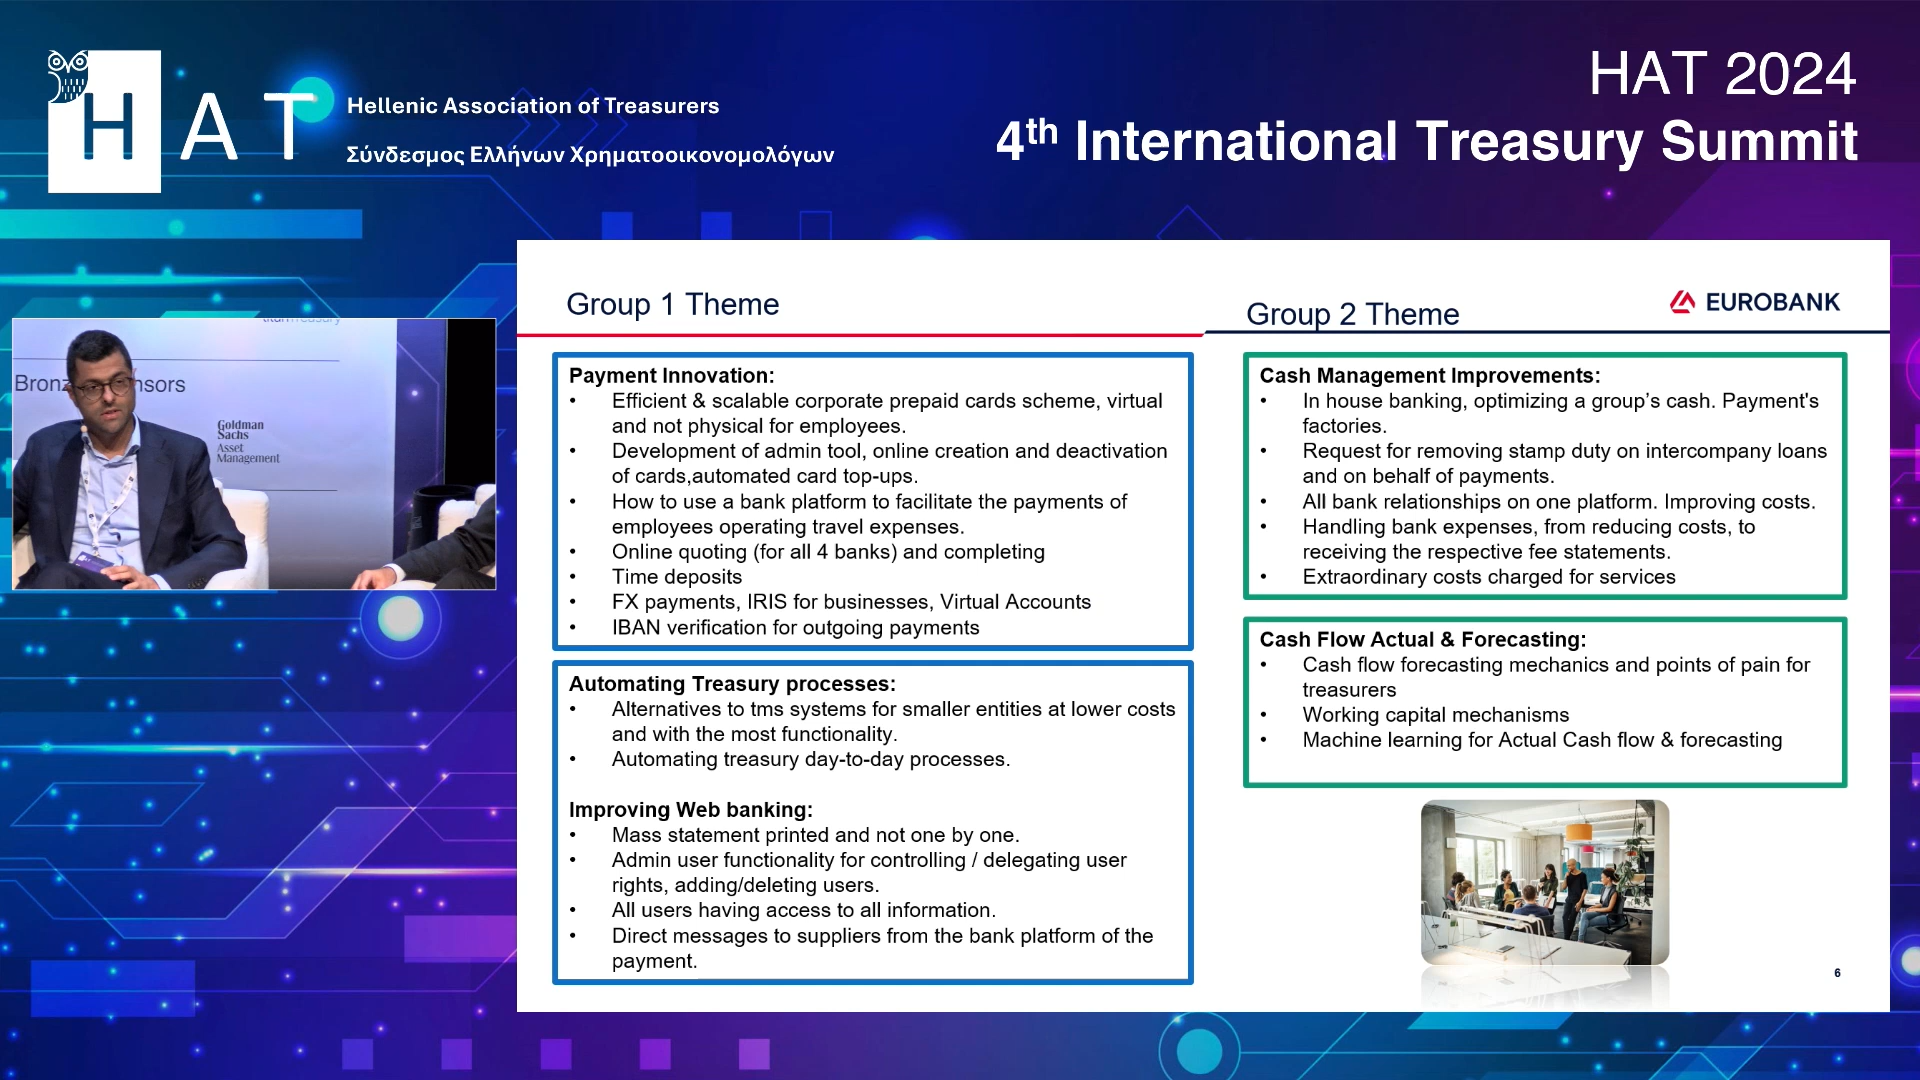 H A T
Hellenic Association of Treasurers
Σύνδεσμος Ελλήνων Χρηματοοικονομολόγων
HAT 2024
4th International Treasury Summit
Bronz
nsors
Goldman
Sachs
Asset
Management
Group 1 Theme
Payment Innovation:
• Efficient & scalable corporate prepaid cards scheme, virtual
and not physical for employees.
• Development of admin tool, online creation and deactivation
of cards,automated card top-ups.
• How to use a bank platform to facilitate the payments of
employees operating travel expenses.
• Online quoting (for all 4 banks) and completing
• Time deposits
• FX payments, IRIS for businesses, Virtual Accounts
• IBAN verification for outgoing payments
Automating Treasury processes:
• Alternatives to tms systems for smaller entities at lower costs
and with the most functionality.
• Automating treasury day-to-day processes.
Improving Web banking:
• Mass statement printed and not one by one.
• Admin user functionality for controlling / delegating user
rights, adding/deleting users.
• All users having access to all information.
• Direct messages to suppliers from the bank platform of the
payment.
Group 2 Theme
EUROBANK
Cash Management Improvements:
• In house banking, optimizing a group’s cash. Payment's
factories.
• Request for removing stamp duty on intercompany loans
and on behalf of payments.
• All bank relationships on one platform. Improving costs.
• Handling bank expenses, from reducing costs, to
receiving the respective fee statements.
• Extraordinary costs charged for services
Cash Flow Actual & Forecasting:
• Cash flow forecasting mechanics and points of pain for
treasurers
• Working capital mechanisms
• Machine learning for Actual Cash flow & forecasting
6